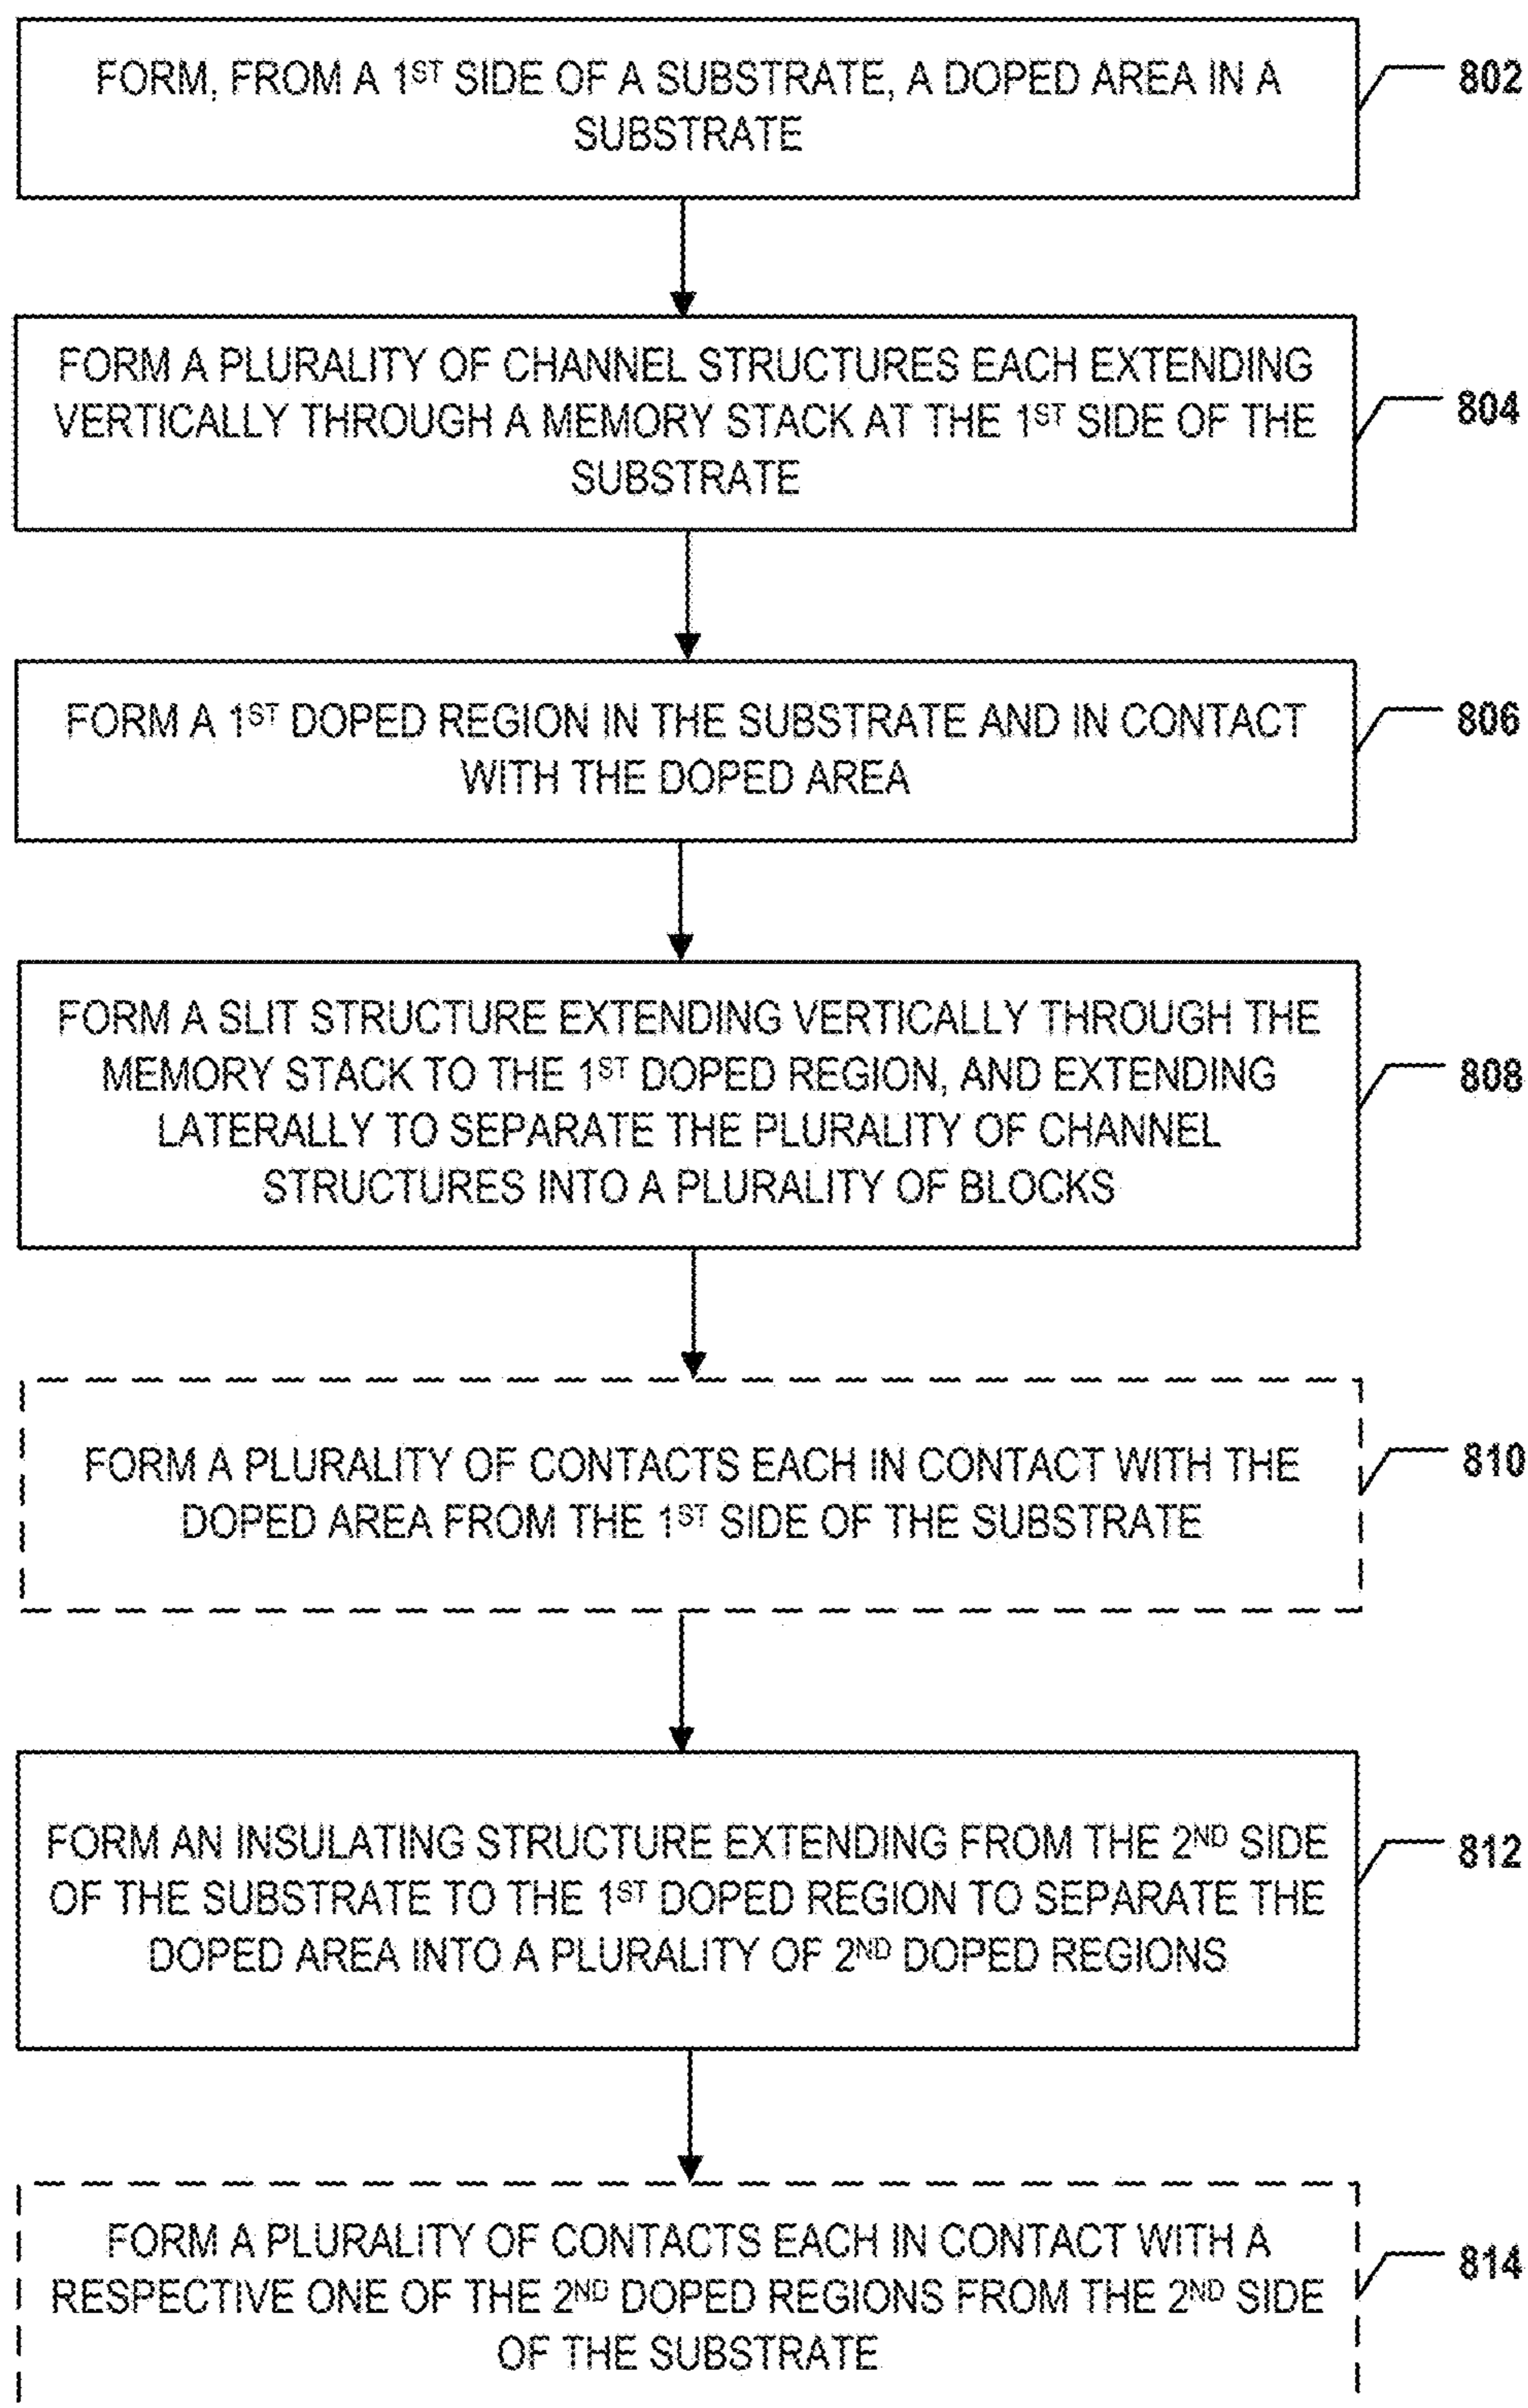 FORM, FROM A 1ST SIDE OF A SUBSTRATE, A DOPED AREA IN A
SUBSTRATE
802
FORM A PLURALITY OF CHANNEL STRUCTURES EACH EXTENDING
VERTICALLY THROUGH A MEMORY STACK AT THE 1ST SIDE OF THE
SUBSTRATE
804
FORM A 1ST DOPED REGION IN THE SUBSTRATE AND IN CONTACT
WITH THE DOPED AREA
806
FORM A SLIT STRUCTURE EXTENDING VERTICALLY THROUGH THE
MEMORY STACK TO THE 1ST DOPED REGION, AND EXTENDING
LATERALLY TO SEPARATE THE PLURALITY OF CHANNEL
STRUCTURES INTO A PLURALITY OF BLOCKS
808
FORM A PLURALITY OF CONTACTS EACH IN CONTACT WITH THE
DOPED AREA FROM THE 1ST SIDE OF THE SUBSTRATE
810
FORM AN INSULATING STRUCTURE EXTENDING FROM THE 2ND SIDE
OF THE SUBSTRATE TO THE 1ST DOPED REGION TO SEPARATE THE
DOPED AREA INTO A PLURALITY OF 2ND DOPED REGIONS
812
FORM A PLURALITY OF CONTACTS EACH IN CONTACT WITH A
RESPECTIVE ONE OF THE 2ND DOPED REGIONS FROM THE 2ND SIDE
OF THE SUBSTRATE
814